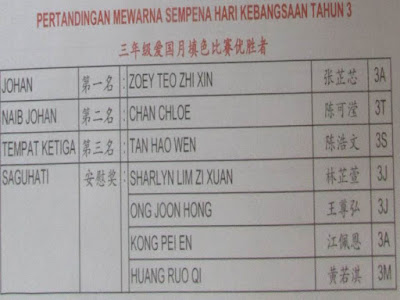 PERTANDINGAN MEWARNA SEMPENA HARI KEBANGSAAN TAHUN 3
三年级爱国月填色比赛优胜者
JOHAN 第一名 : ZOEY TEO ZHI XIN 张芷芯 3A
NAIB JOHAN 第二名 : CHAN CHLOE 陈可滢 3T
TEMPAT KETIGA 第三名 : TAN HAO WEN 陈浩文 3S
SAGUHATI 安慰奖 : SHARLYN LIM ZI XUAN 林芷萱 3J
ONG JOON HONG 王尊弘 3J
KONG PEI EN 江佩恩 3A
HUANG RUO QI 黄若淇 3M